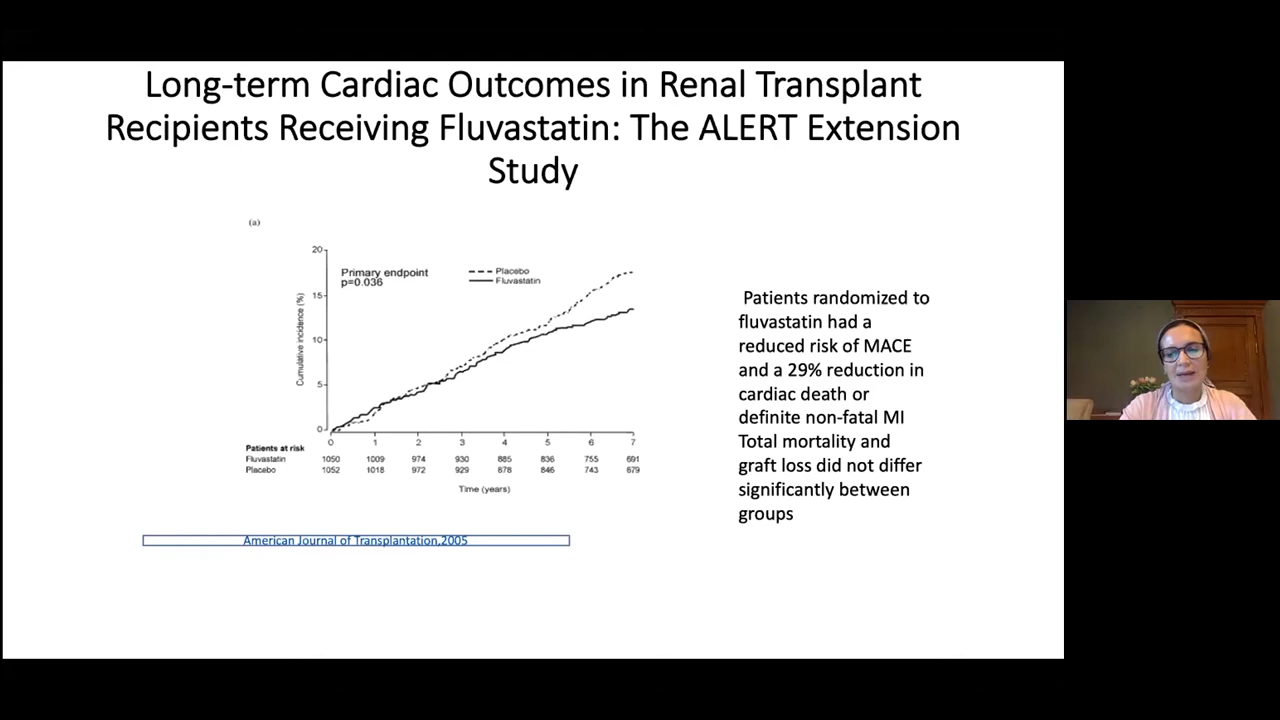 Long-term Cardiac Outcomes in Renal Transplant
Recipients Receiving Fluvastatin: The ALERT Extension
Study
(a)
20
15
10
5
0
Cumulative incidence (%)
Primary endpoint
p=0.036
Placebo
Fluvastatin
0 1 2 3 4 5 6 7
Patients at risk
Fluvastatin 1050 1009 974 930 885 836 755 691
Placebo 1052 1018 972 929 878 846 743 679
Time (years)
Patients randomized to
fluvastatin had a
reduced risk of MACE
and a 29% reduction in
cardiac death or
definite non-fatal MI
Total mortality and
graft loss did not differ
significantly between
groups
American Journal of Transplantation,2005